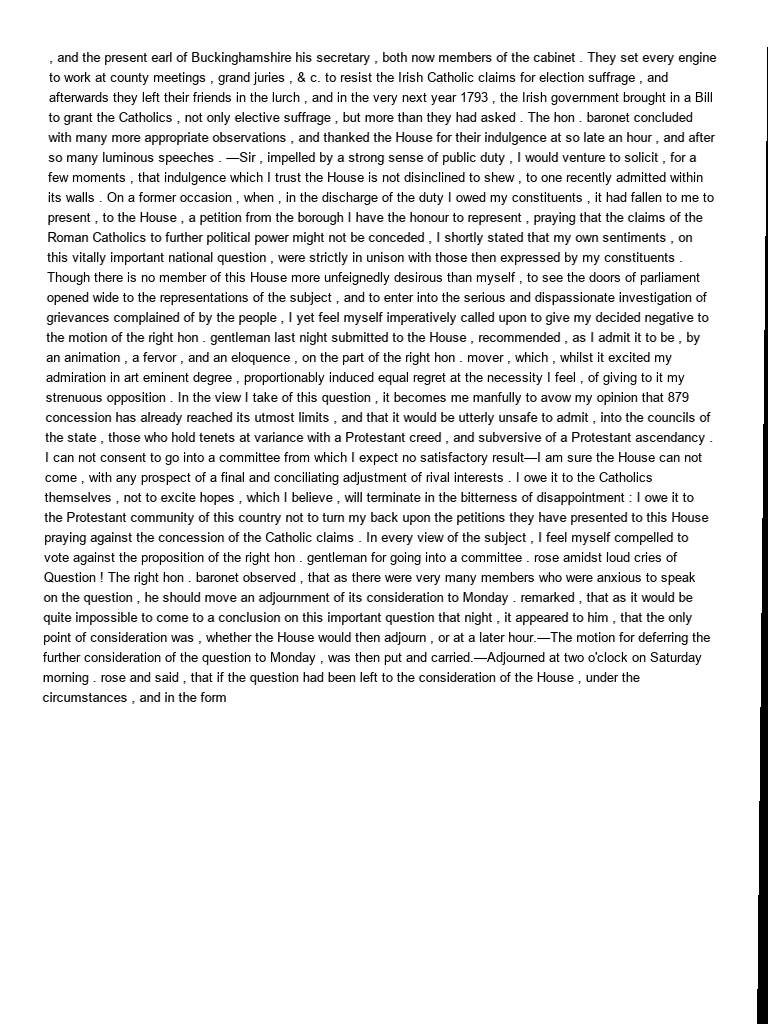 , and the present earl of Buckinghamshire his secretary , both now members of the cabinet . They set every engine
to work at county meetings , grand juries , & c. to resist the Irish Catholic claims for election suffrage , and
afterwards they left their friends in the lurch , and in the very next year 1793 , the Irish government brought in a Bill
to grant the Catholics , not only elective suffrage , but more than they had asked . The hon . baronet concluded
with many more appropriate observations , and thanked the House for their indulgence at so late an hour , and after
so many luminous speeches . —Sir , impelled by a strong sense of public duty , I would venture to solicit , for a
few moments , that indulgence which I trust the House is not disinclined to shew , to one recently admitted within
its walls . On a former occasion , when , in the discharge of the duty I owed my constituents , it had fallen to me to
present , to the House , a petition from the borough I have the honour to represent , praying that the claims of the
Roman Catholics to further political power might not be conceded , I shortly stated that my own sentiments , on
this vitally important national question , were strictly in unison with those then expressed by my constituents .
Though there is no member of this House more unfeignedly desirous than myself , to see the doors of parliament
opened wide to the representations of the subject , and to enter into the serious and dispassionate investigation of
grievances complained of by the people , I yet feel myself imperatively called upon to give my decided negative to
the motion of the right hon . gentleman last night submitted to the House , recommended , as I admit it to be , by
an animation , a fervor , and an eloquence , on the part of the right hon . mover , which , whilst it excited my
admiration in art eminent degree , proportionably induced equal regret at the necessity I feel , of giving to it my
strenuous opposition . In the view I take of this question , it becomes me manfully to avow my opinion that 879
concession has already reached its utmost limits , and that it would be utterly unsafe to admit , into the councils of
the state , those who hold tenets at variance with a Protestant creed , and subversive of a Protestant ascendancy .
I can not consent to go into a committee from which I expect no satisfactory result—I am sure the House can not
come , with any prospect of a final and conciliating adjustment of rival interests . I owe it to the Catholics
themselves , not to excite hopes , which I believe , will terminate in the bitterness of disappointment : I owe it to
the Protestant community of this country not to turn my back upon the petitions they have presented to this House
praying against the concession of the Catholic claims . In every view of the subject , I feel myself compelled to
vote against the proposition of the right hon . gentleman for going into a committee . rose amidst loud cries of
Question ! The right hon . baronet observed , that as there were very many members who were anxious to speak
on the question , he should move an adjournment of its consideration to Monday . remarked , that as it would be
quite impossible to come to a conclusion on this important question that night , it appeared to him , that the only
point of consideration was , whether the House would then adjourn , or at a later hour.—The motion for deferring the
further consideration of the question to Monday , was then put and carried.—Adjourned at two o'clock on Saturday
morning . rose and said , that if the question had been left to the consideration of the House , under the
circumstances , and in the form